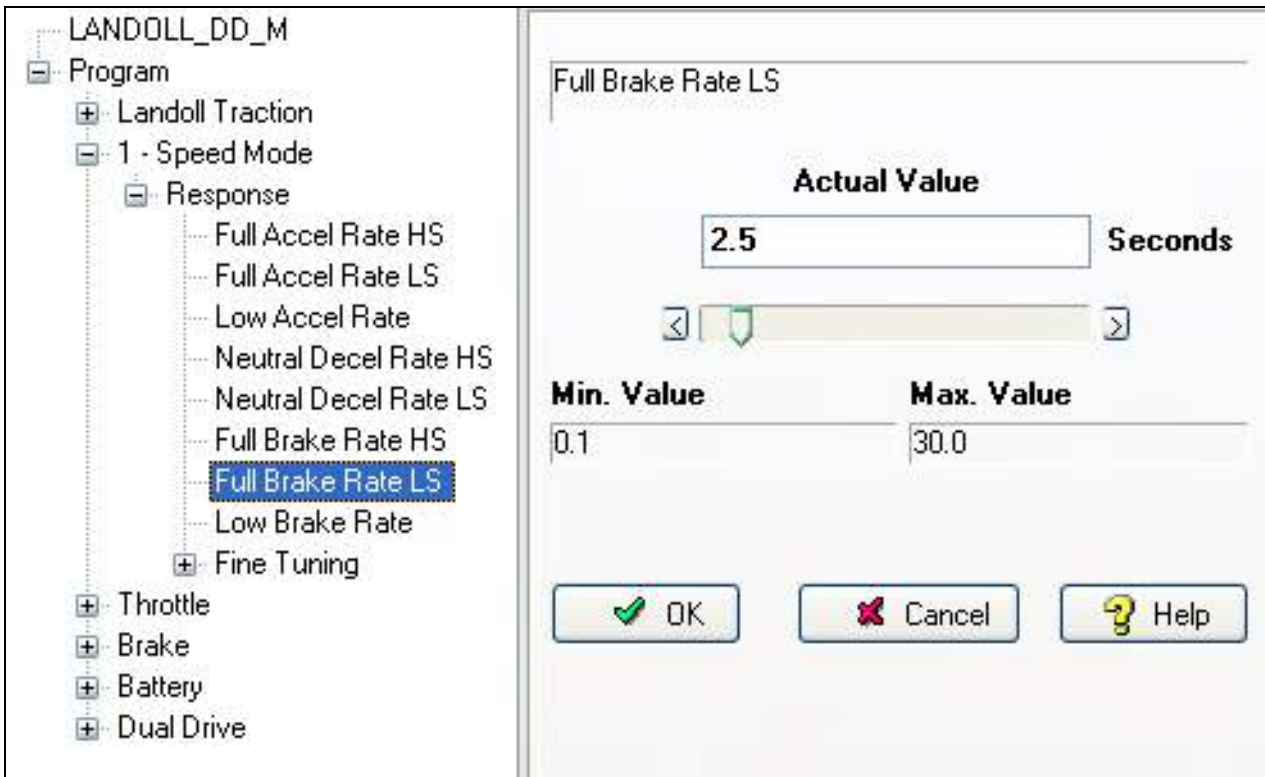 LANDOLL_DD_M
Program
Landoll Traction
1 - Speed Mode
Response
Full Accel Rate HS
Full Accel Rate LS
Low Accel Rate
Neutral Decel Rate HS
Neutral Decel Rate LS
Full Brake Rate HS
Full Brake Rate LS
Low Brake Rate
Fine Tuning
Throttle
Brake
Battery
Dual Drive
Full Brake Rate LS
Actual Value
2.5 Seconds
Min. Value Max. Value
0.1 30.0
OK Cancel Help